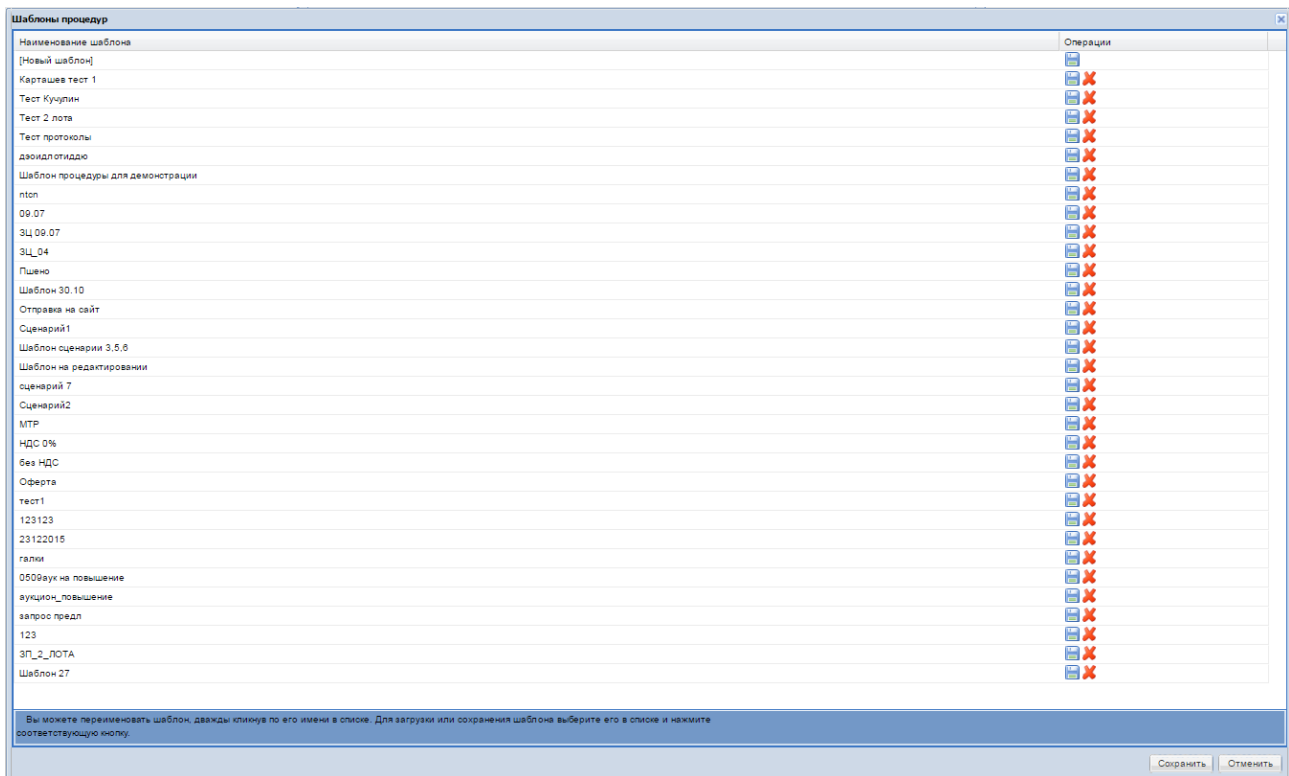 Шаблоны процедур
Наименование шаблона Операции
[Новый шаблон]
Карташев тест 1
Тест Кучулин
Тест 2 лота
Тест протоколы
дзоидлотиддю
Шаблон процедуры для демонстрации
ntcn
09.07
ЗЦ 09.07
ЗЦ_04
Пшено
Шаблон 30.10
Отправка на сайт
Сценарий1
Шаблон сценарии 3,5,6
Шаблон на редактировании
сценарий 7
Сценарий2
МТР
НДС 0%
без НДС
Оферта
тест1
123123
23122015
галки
0509аук на повышение
аукцион_повышение
запрос предл
123
ЗП_2_ЛОТА
Шаблон 27
Вы можете переименовать шаблон, дважды кликнув по его имени в списке. Для загрузки или сохранения шаблона выберите его в списке и нажмите
соответствующую кнопку.
Сохранить Отменить